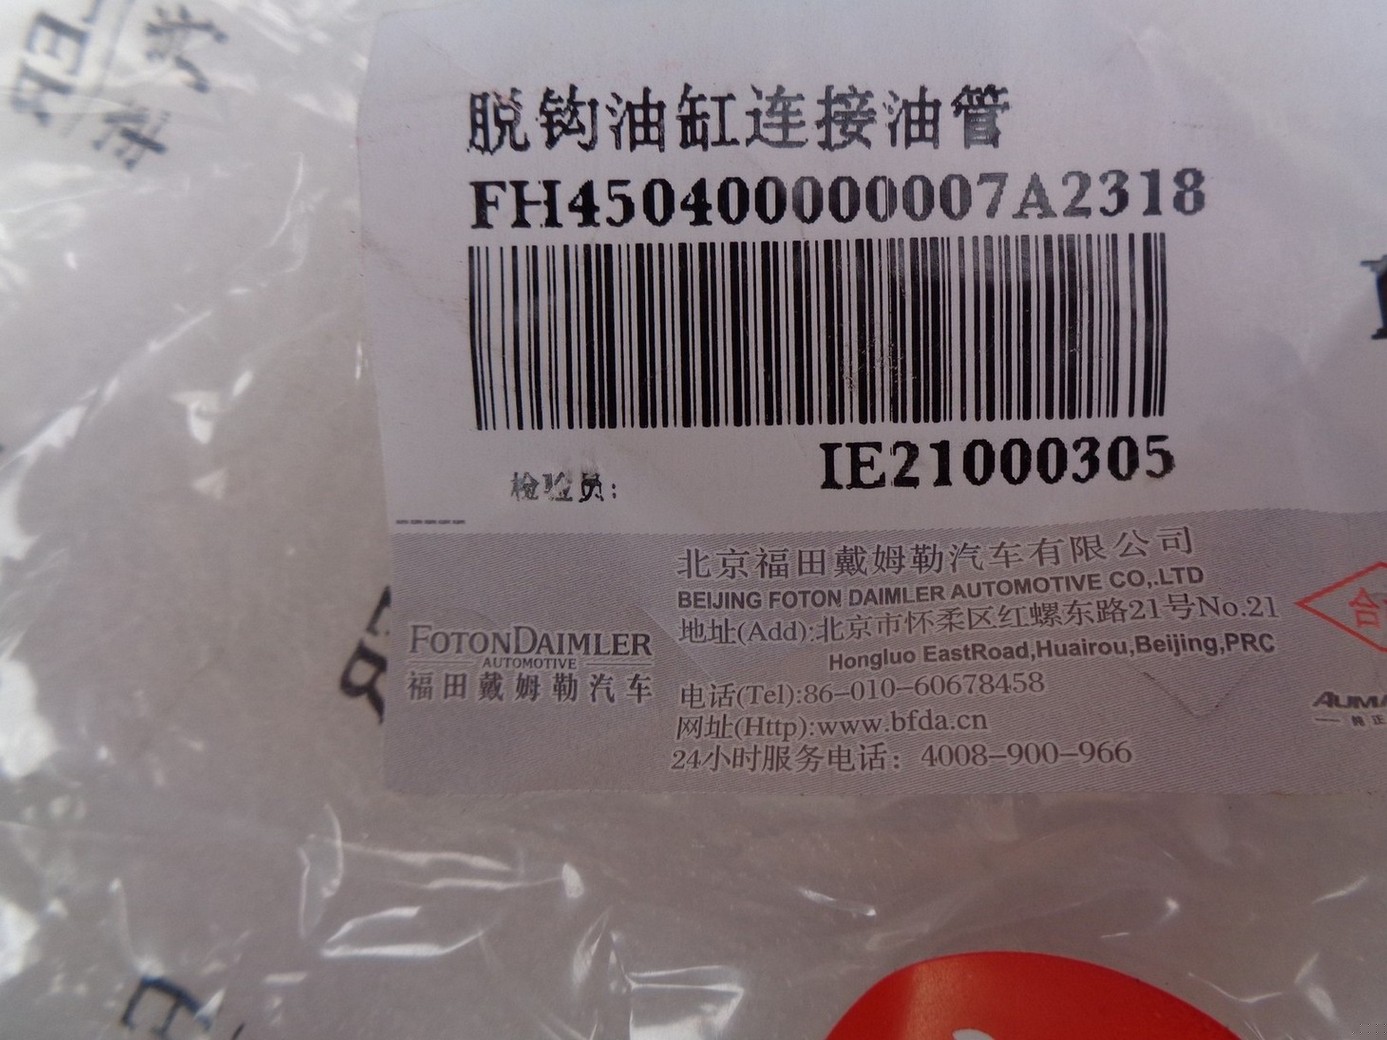 脱钩油缸连接油管
FH450400000007A2318
IE21000305
检验员:
北京福田戴姆勒汽车有限公司
BEIJING FOTON DAIMLER AUTOMOTIVE CO,.LTD
地址(Add):北京市怀柔区红螺东路21号No.21
Hongluo EastRoad,Huairou,Beijing,PRC
电话(Tel):86-010-60678458
网址(Http):www.bfda.cn
24小时服务电话：4008-900-966
FOTONDAIMLER
AUTOMOTIVE
福田戴姆勒汽车
合